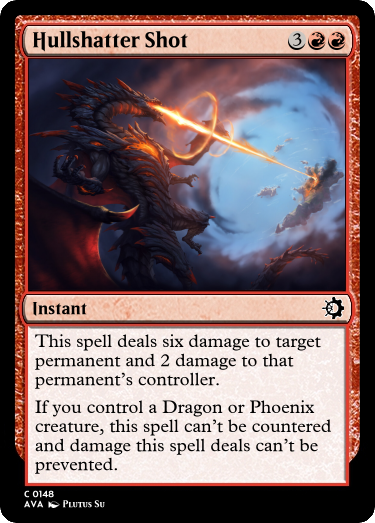 Hullshatter Shot 3
Instant
This spell deals six damage to target
permanent and 2 damage to that
permanent's controller.
If you control a Dragon or Phoenix
creature, this spell can't be countered
and damage this spell deals can't be
prevented.
C 0148
AVA Plutus Su